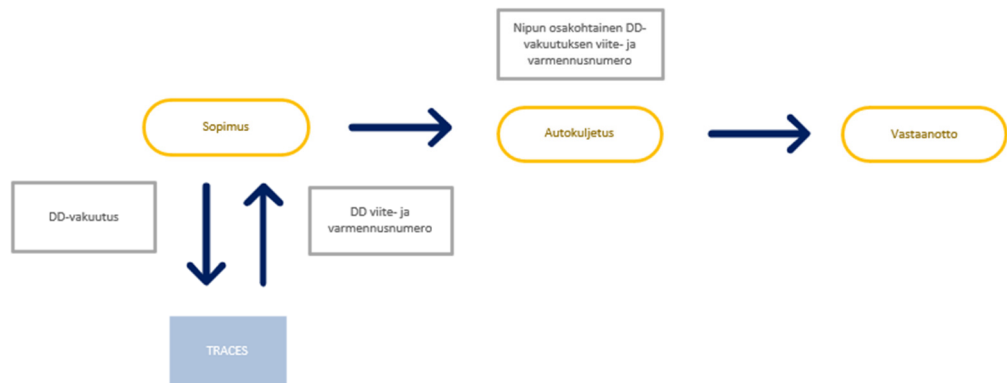 Nipun osakohtainen DD-
vakuutuksen viite- ja
varmennusnumero
Sopimus
Autokuljetus
Vastaanotto
DD-vakuutus
DD viite- ja
varmennusnumero
TRACES